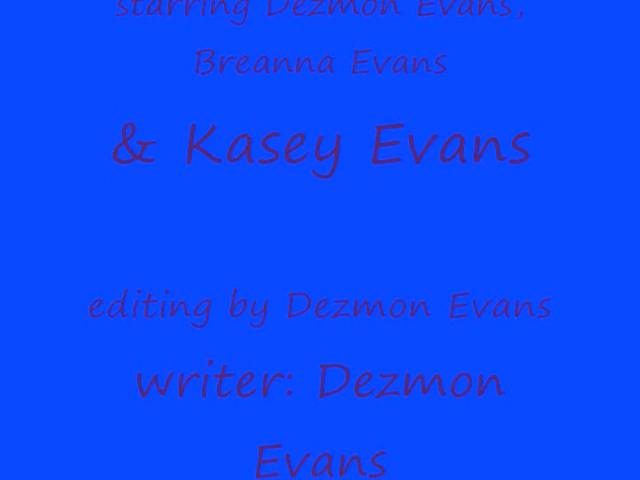 starring Dezmon Evans,
Breanna Evans
& Kasey Evans
editing by Dezmon Evans
writer: Dezmon
Evans